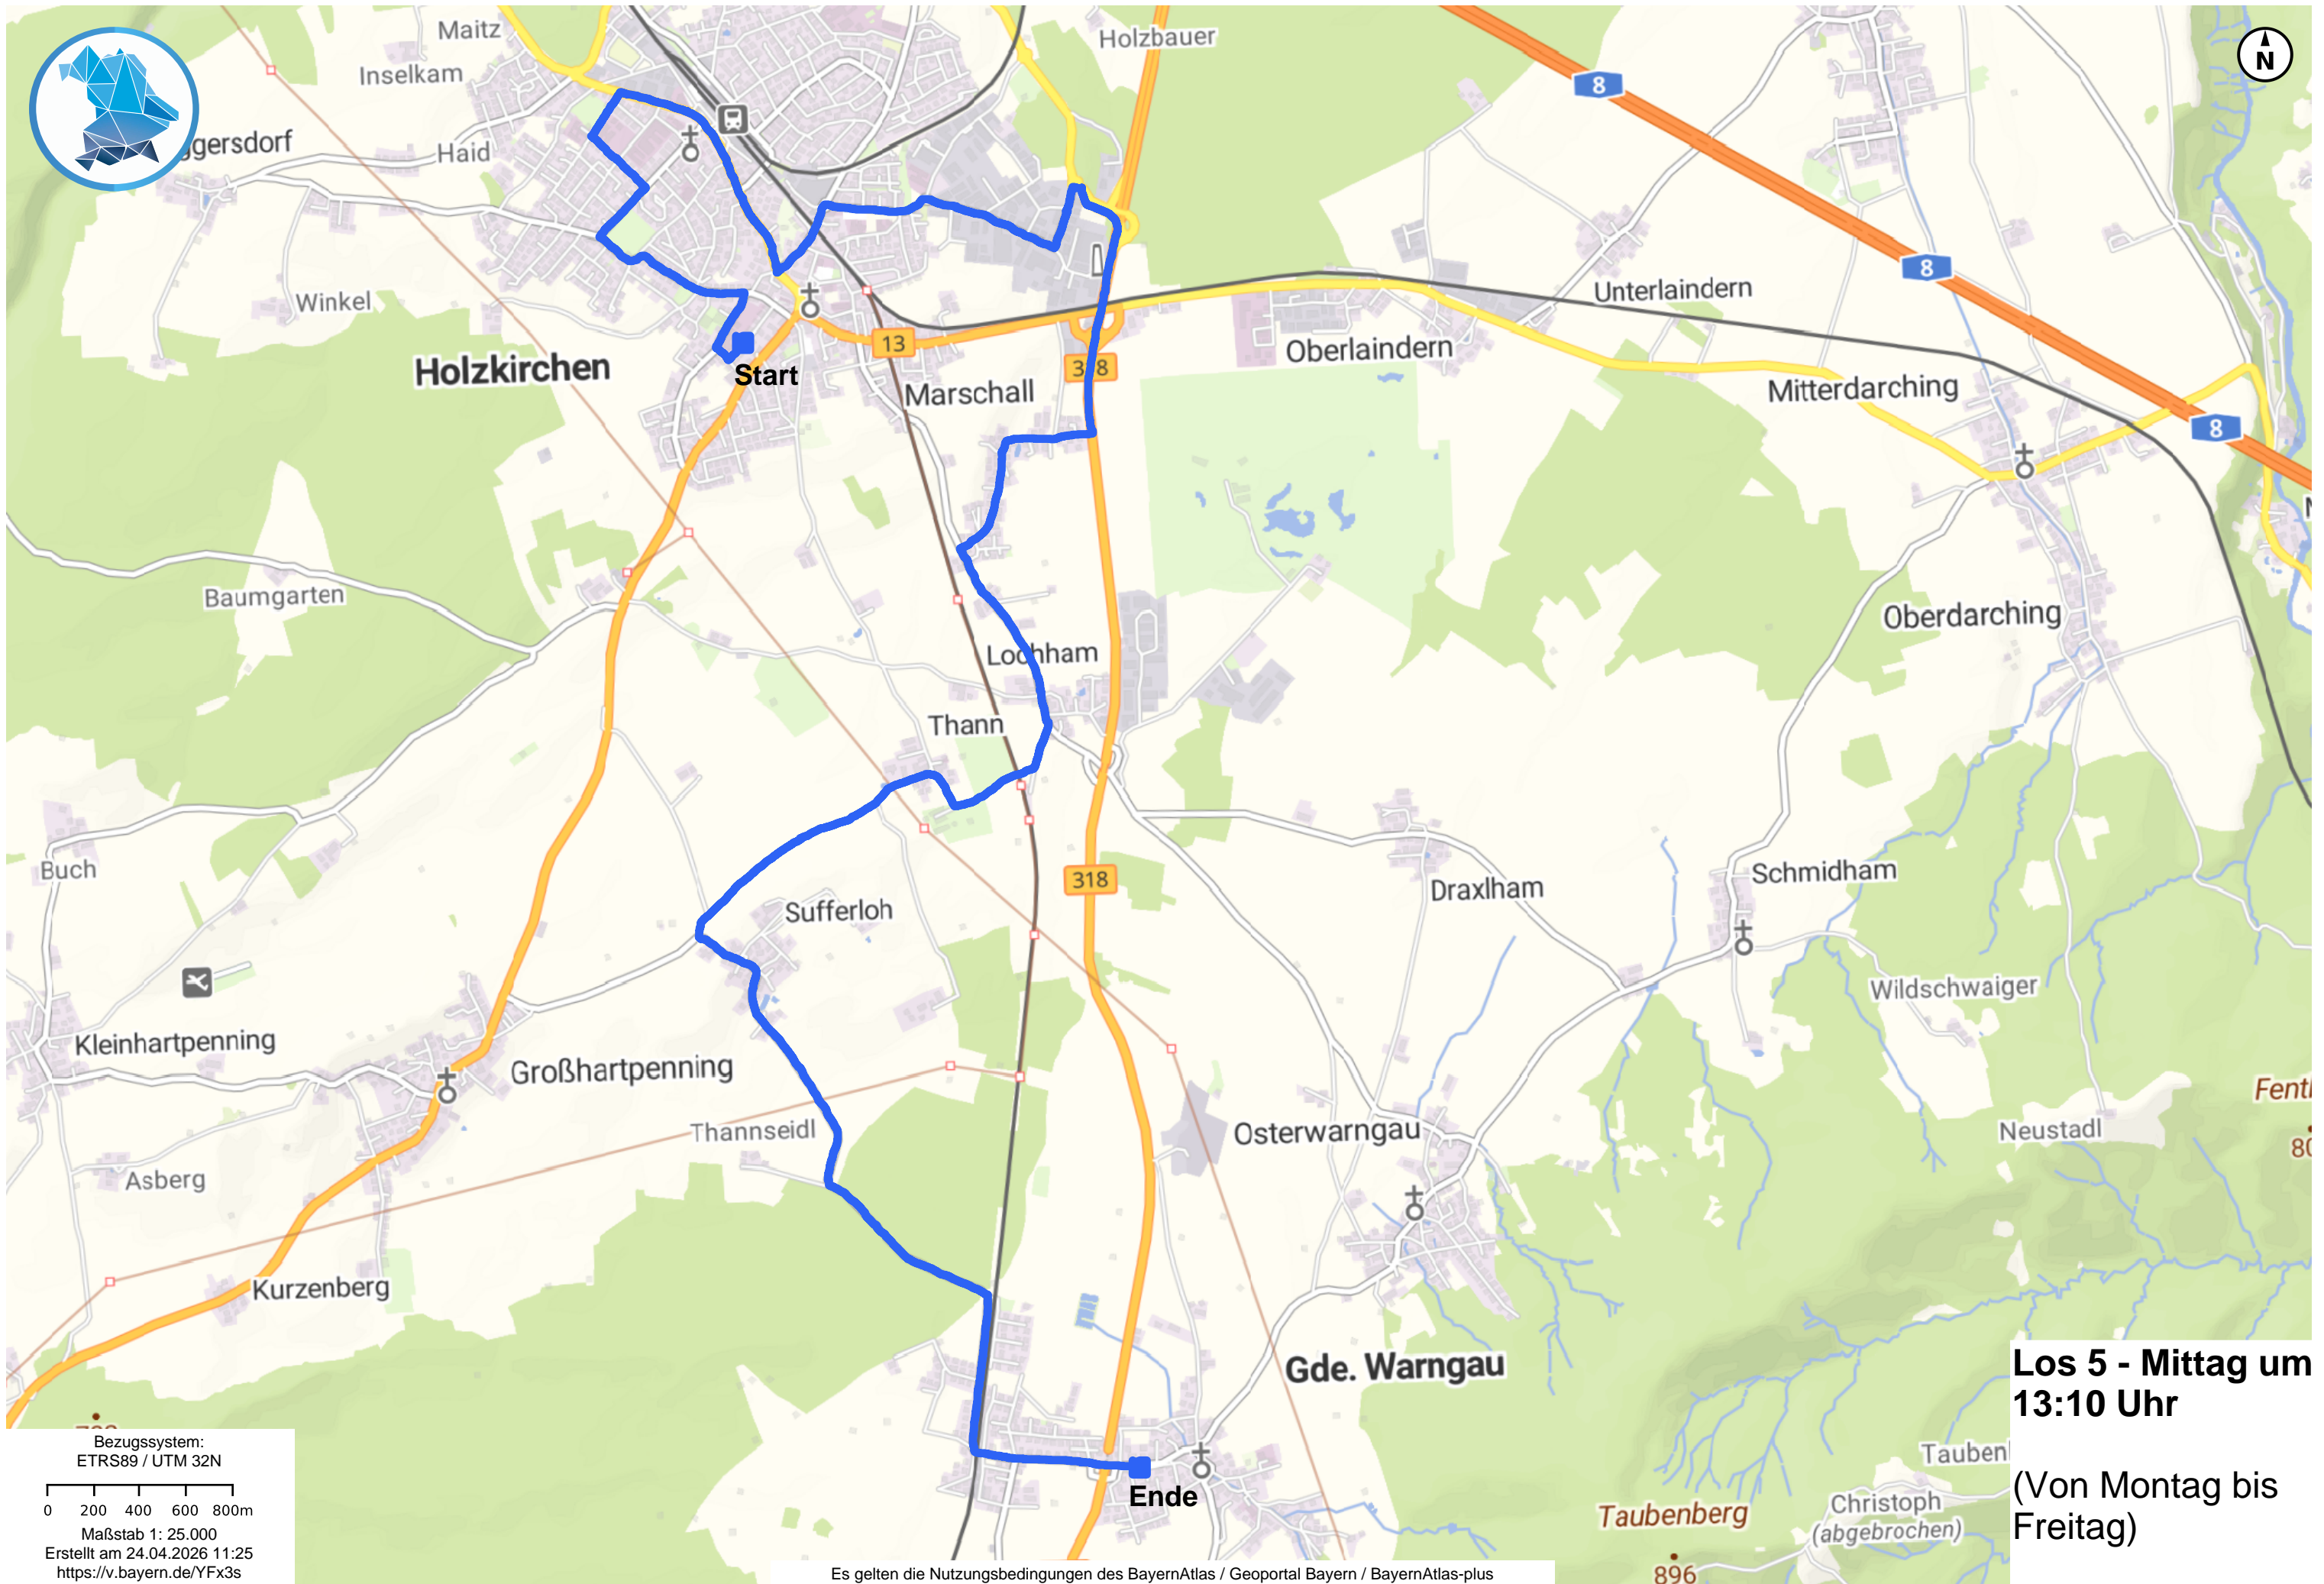 Maitz
Holzbauer
Inselkam
8
N
ggersdorf
Haid
8
Winkel
Unterlaindern
13
Oberlaindern
Holzkirchen
Start
318
Marschall
Mitterdarching
8
Baumgarten
Oberdarching
Lochham
Thann
Buch
318
Draxlham
Schmidham
Sufferloh
Wildschwaiger
Kleinhartpenning
Großhartpenning
Thannseidl
Osterwarngau
Neustadl
Asberg
Kurzenberg
Gde. Warngau
Los 5 - Mittag um
13:10 Uhr
(Von Montag bis
Freitag)
Ende
Taubenberg
Christoph
(abgebrochen)
896
Bezugssystem:
ETRS89 / UTM 32N
0 200 400 600 800m
Maßstab 1: 25.000
Erstellt am 24.04.2026 11:25
https://v.bayern.de/YFx3s
Es gelten die Nutzungsbedingungen des BayernAtlas / Geoportal Bayern / BayernAtlas-plus